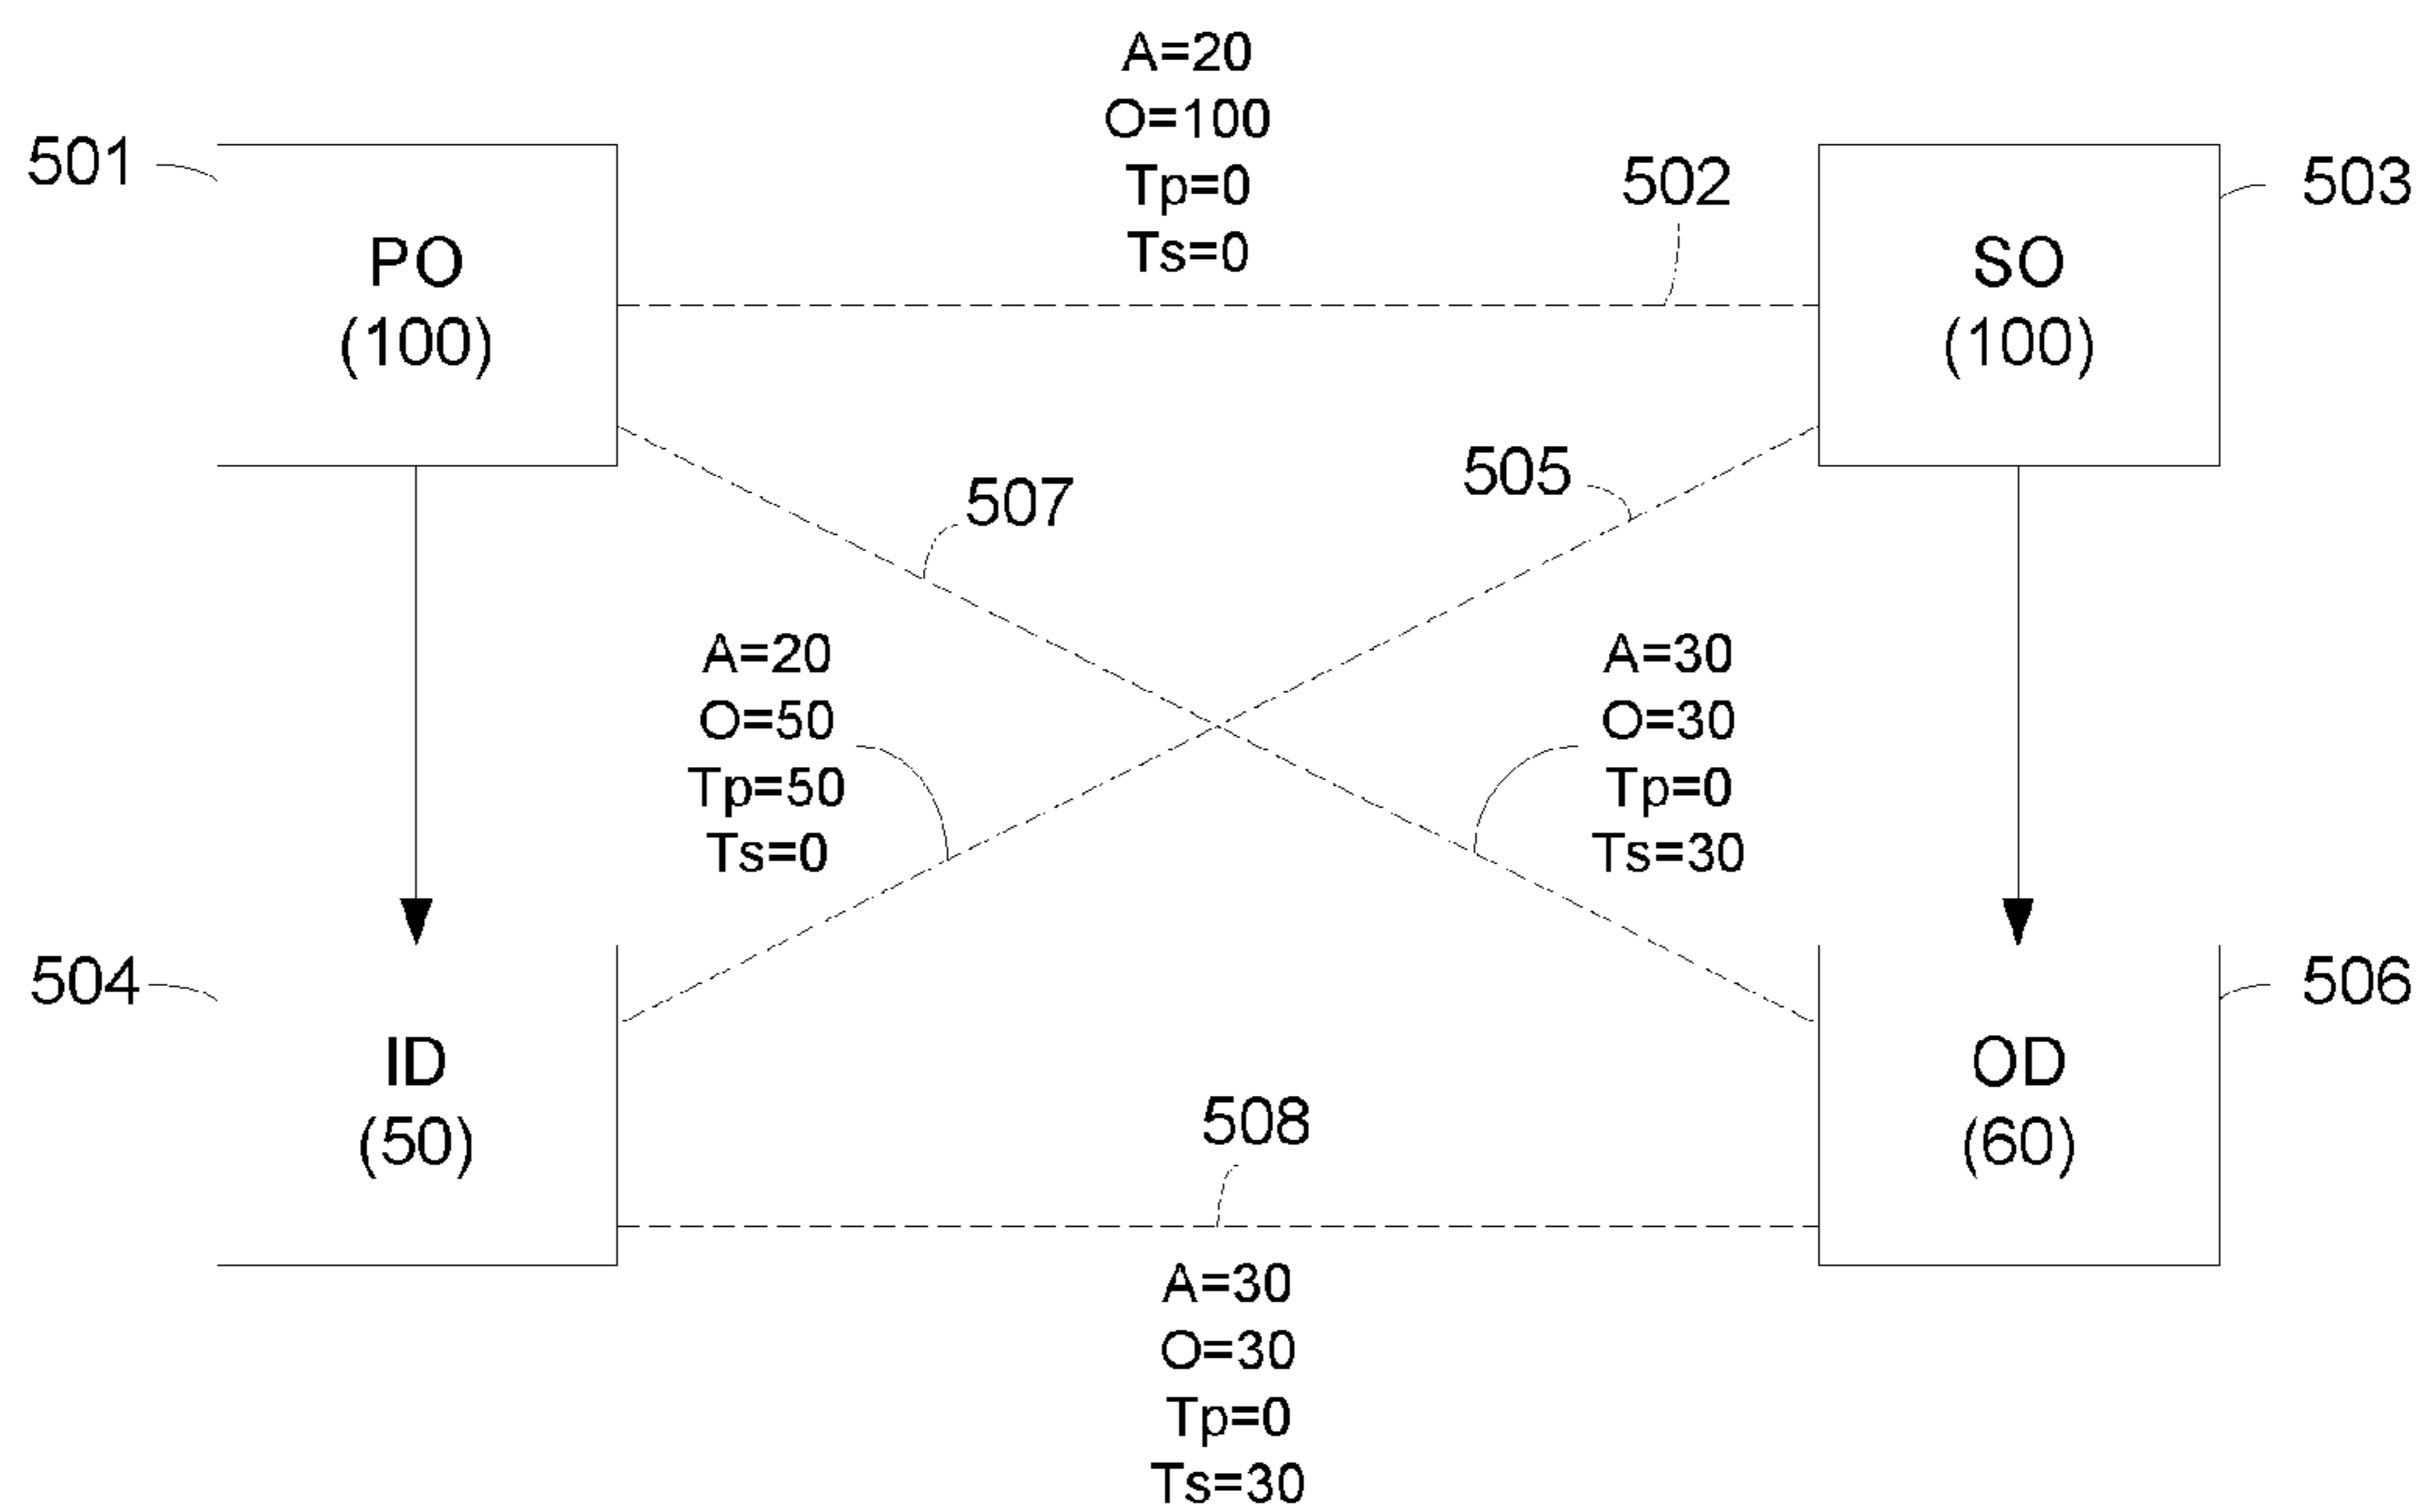 A=20
O=100
Tp=0
Ts=0
501
502
503
PO
(100)
SO
(100)
507
505
A=20
O=50
Tp=50
Ts=0
A=30
O=30
Tp=0
Ts=30
504
506
ID
(50)
OD
(60)
508
A=30
O=30
Tp=0
Ts=30